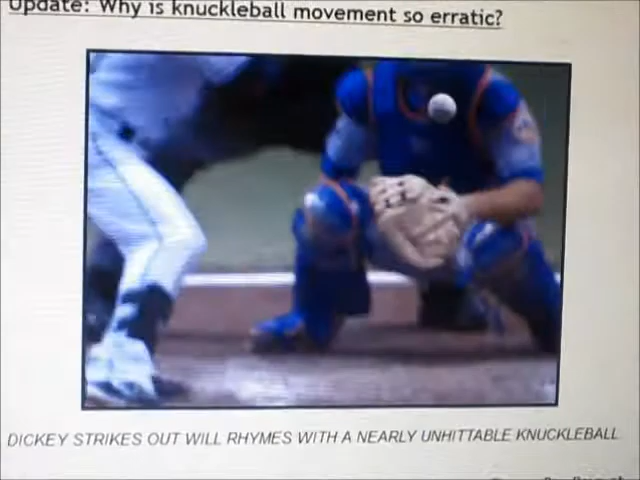 Update: Why is knuckleball movement so erratic?
DICKEY STRIKES OUT WILL RHYMES WITH A NEARLY UNHITTABLE KNUCKLEBALL